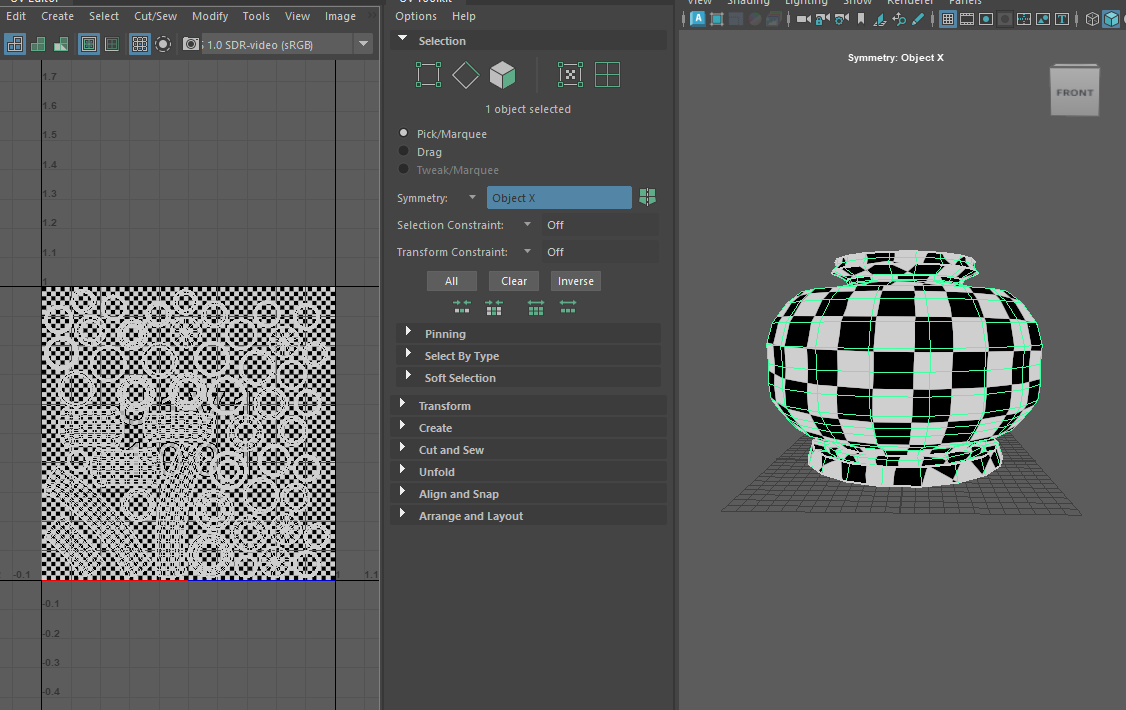 UV Editor
Edit Create Select Cut/Sew Modify Tools View Image
1.0 SDR-video (sRGB)
1.7
1.6
1.5
1.4
1.3
1.2
1.1
1
-0.1
1
1.1
-0.1
-0.2
-0.3
-0.4
UV Toolkit
Options Help
Selection
1 object selected
Pick/Marquee
Drag
Tweak/Marquee
Symmetry: Object X
Selection Constraint: Off
Transform Constraint: Off
All Clear Inverse
Pinning
Select By Type
Soft Selection
Transform
Create
Cut and Sew
Unfold
Align and Snap
Arrange and Layout
View Shading Lighting Show Renderer Panels
Symmetry: Object X
FRONT